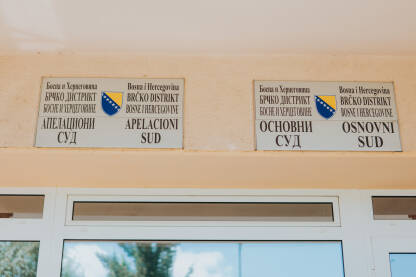 Босна и Херцеговина
БРЧКО ДИСТРИКТ
БОСНЕ И ХЕРЦЕГОВИНЕ
АПЕЛАЦИОНИ
СУД
Bosna i Hercegovina
BRČKO DISTRIKT
BOSNE I HERCEGOVINE
APELACIONI
SUD
Босна и Херцеговина
БРЧКО ДИСТРИКТ
БОСНЕ И ХЕРЦЕГОВИНЕ
ОСНОВНИ
СУД
Bosna i Hercegovina
BRČKO DISTRIKT
BOSNE I HERCEGOVINE
OSNOVNI
SUD